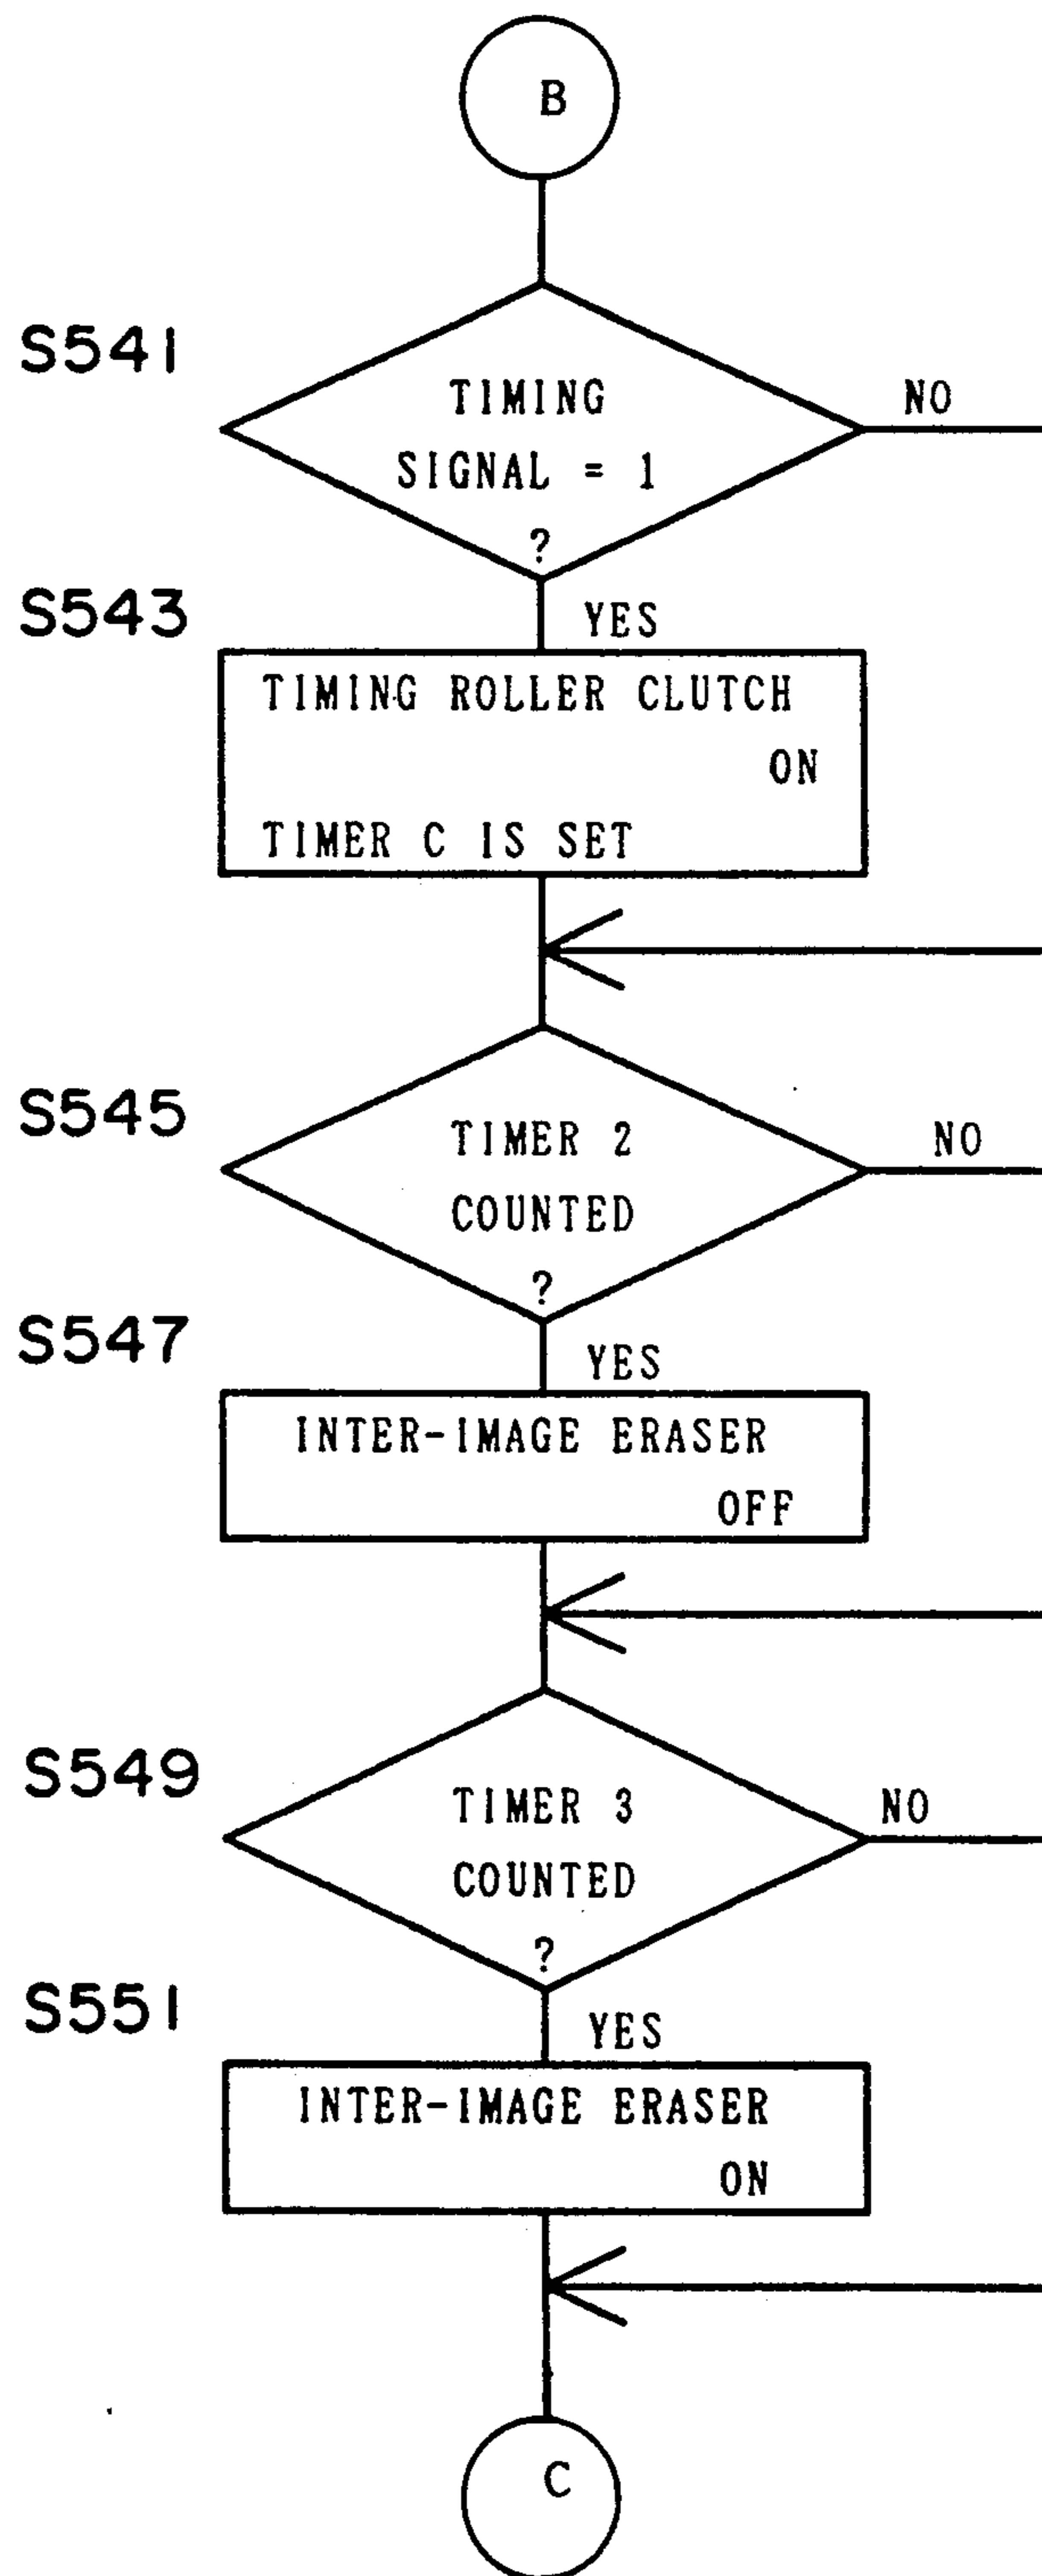 B
S541
TIMING
SIGNAL = 1
?
NO
S543
YES
TIMING ROLLER CLUTCH
ON
TIMER C IS SET
S545
TIMER 2
COUNTED
?
NO
S547
YES
INTER-IMAGE ERASER
OFF
S549
TIMER 3
COUNTED
?
NO
S551
YES
INTER-IMAGE ERASER
ON
C